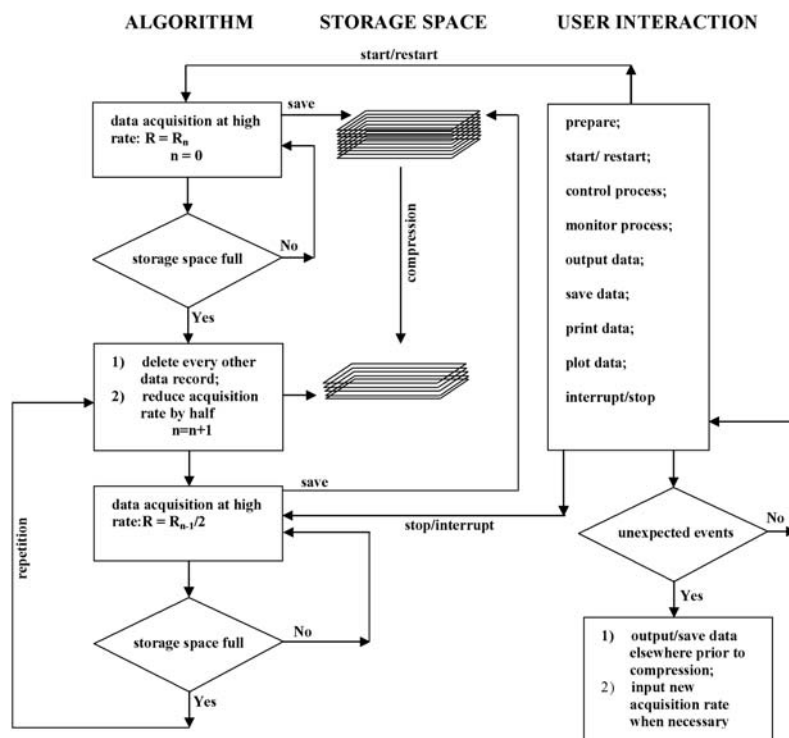 ALGORITHM
STORAGE SPACE
USER INTERACTION
start/restart
data acquisition at high
rate: R = Rₙ
n = 0
save
No
storage space full
Yes
compression
1) delete every other
data record;
2) reduce acquisition
rate by half
n=n+1
save
data acquisition at high
rate:R = Rₙ₋₁/2
stop/interrupt
repetition
storage space full
No
Yes
prepare;
start/ restart;
control process;
monitor process;
output data;
save data;
print data;
plot data;
interrupt/stop
unexpected events
No
Yes
1) output/save data
elsewhere prior to
compression;
2) input new
acquisition rate
when necessary